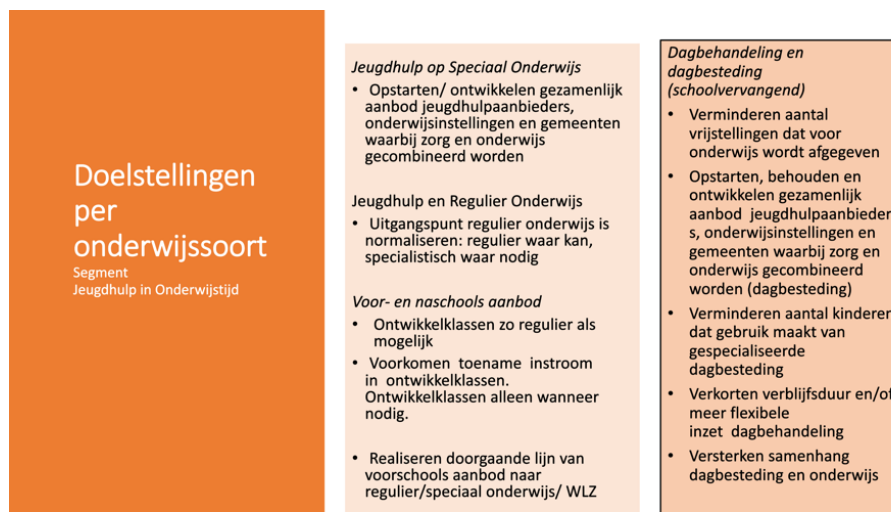 Doelstellingen
per
onderwijssoort
Segment
Jeugdhulp in Onderwijstijd
Jeugdhulp op Speciaal Onderwijs
• Opstarten/ ontwikkelen gezamenlijk
aanbod jeugdhulpaanbieders,
onderwijsinstellingen en gemeenten
waarbij zorg en onderwijs
gecombineerd worden
Jeugdhulp en Regulier Onderwijs
• Uitgangspunt regulier onderwijs is
normaliseren: regulier waar kan,
specialistisch waar nodig
Voor- en naschools aanbod
• Ontwikkelklassen zo regulier als
mogelijk
• Voorkomen toename instroom
in ontwikkelklassen.
Ontwikkelklassen alleen wanneer
nodig.
• Realiseren doorgaande lijn van
voorschools aanbod naar
regulier/speciaal onderwijs/ WLZ
Dagbehandeling en
dagbesteding
(schoolvervangend)
• Verminderen aantal
vrijstellingen dat voor
onderwijs wordt afgegeven
• Opstarten, behouden en
ontwikkelen gezamenlijk
aanbod jeugdhulpaanbieder
s, onderwijsinstellingen en
gemeenten waarbij zorg en
onderwijs gecombineerd
worden (dagbesteding)
• Verminderen aantal kinderen
dat gebruik maakt van
gespecialiseerde
dagbesteding
• Verkorten verblijfsduur en/of
meer flexibele
inzet dagbehandeling
• Versterken samenhang
dagbesteding en onderwijs